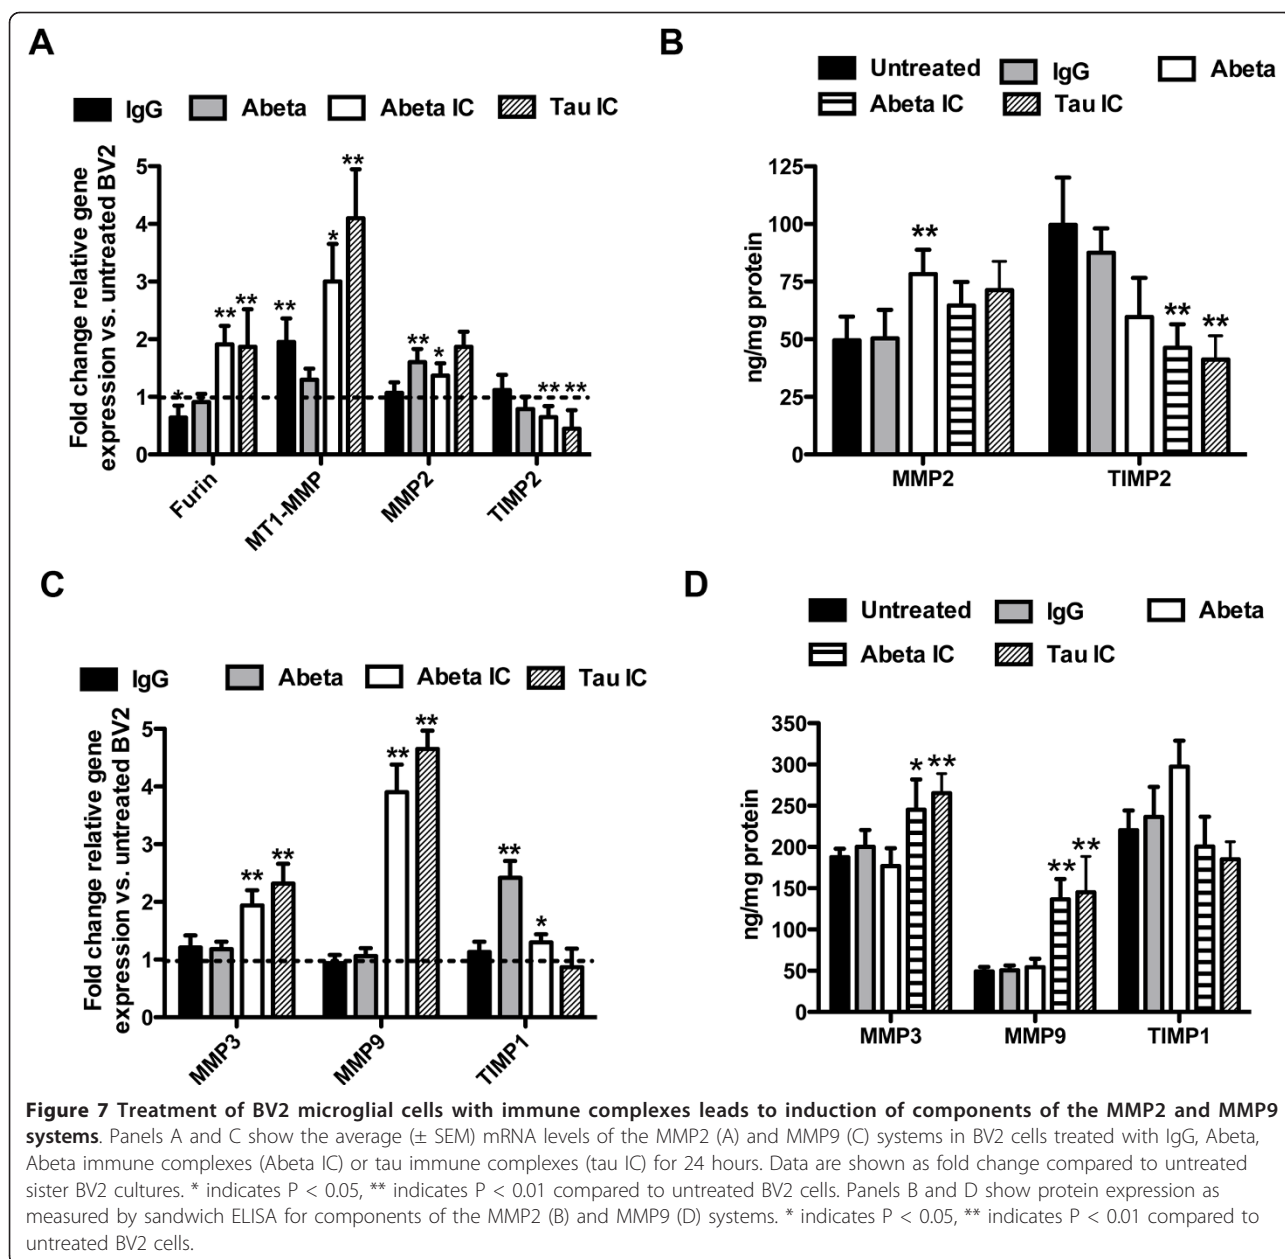 A
IgG Abeta Abeta IC Tau IC
Fold change relative gene
expression vs. untreated BV2
5
4
3
2
1
0
* ** ** ** * ** ** * ** **
Furin MT1-MMP MMP2 TIMP2
B
Untreated IgG Abeta
Abeta IC Tau IC
ng/mg protein
125
100
75
50
25
0
** ** **
MMP2 TIMP2
C
IgG Abeta Abeta IC Tau IC
Fold change relative gene
expression vs. untreated BV2
5
4
3
2
1
0
** ** ** ** ** *
MMP3 MMP9 TIMP1
D
Untreated IgG Abeta
Abeta IC Tau IC
ng/mg protein
350
300
250
200
150
100
50
0
* ** ** **
MMP3 MMP9 TIMP1
Figure 7 Treatment of BV2 microglial cells with immune complexes leads to induction of components of the MMP2 and MMP9
systems. Panels A and C show the average (± SEM) mRNA levels of the MMP2 (A) and MMP9 (C) systems in BV2 cells treated with IgG, Abeta,
Abeta immune complexes (Abeta IC) or tau immune complexes (tau IC) for 24 hours. Data are shown as fold change compared to untreated
sister BV2 cultures. * indicates P < 0.05, ** indicates P < 0.01 compared to untreated BV2 cells. Panels B and D show protein expression as
measured by sandwich ELISA for components of the MMP2 (B) and MMP9 (D) systems. * indicates P < 0.05, ** indicates P < 0.01 compared to
untreated BV2 cells.